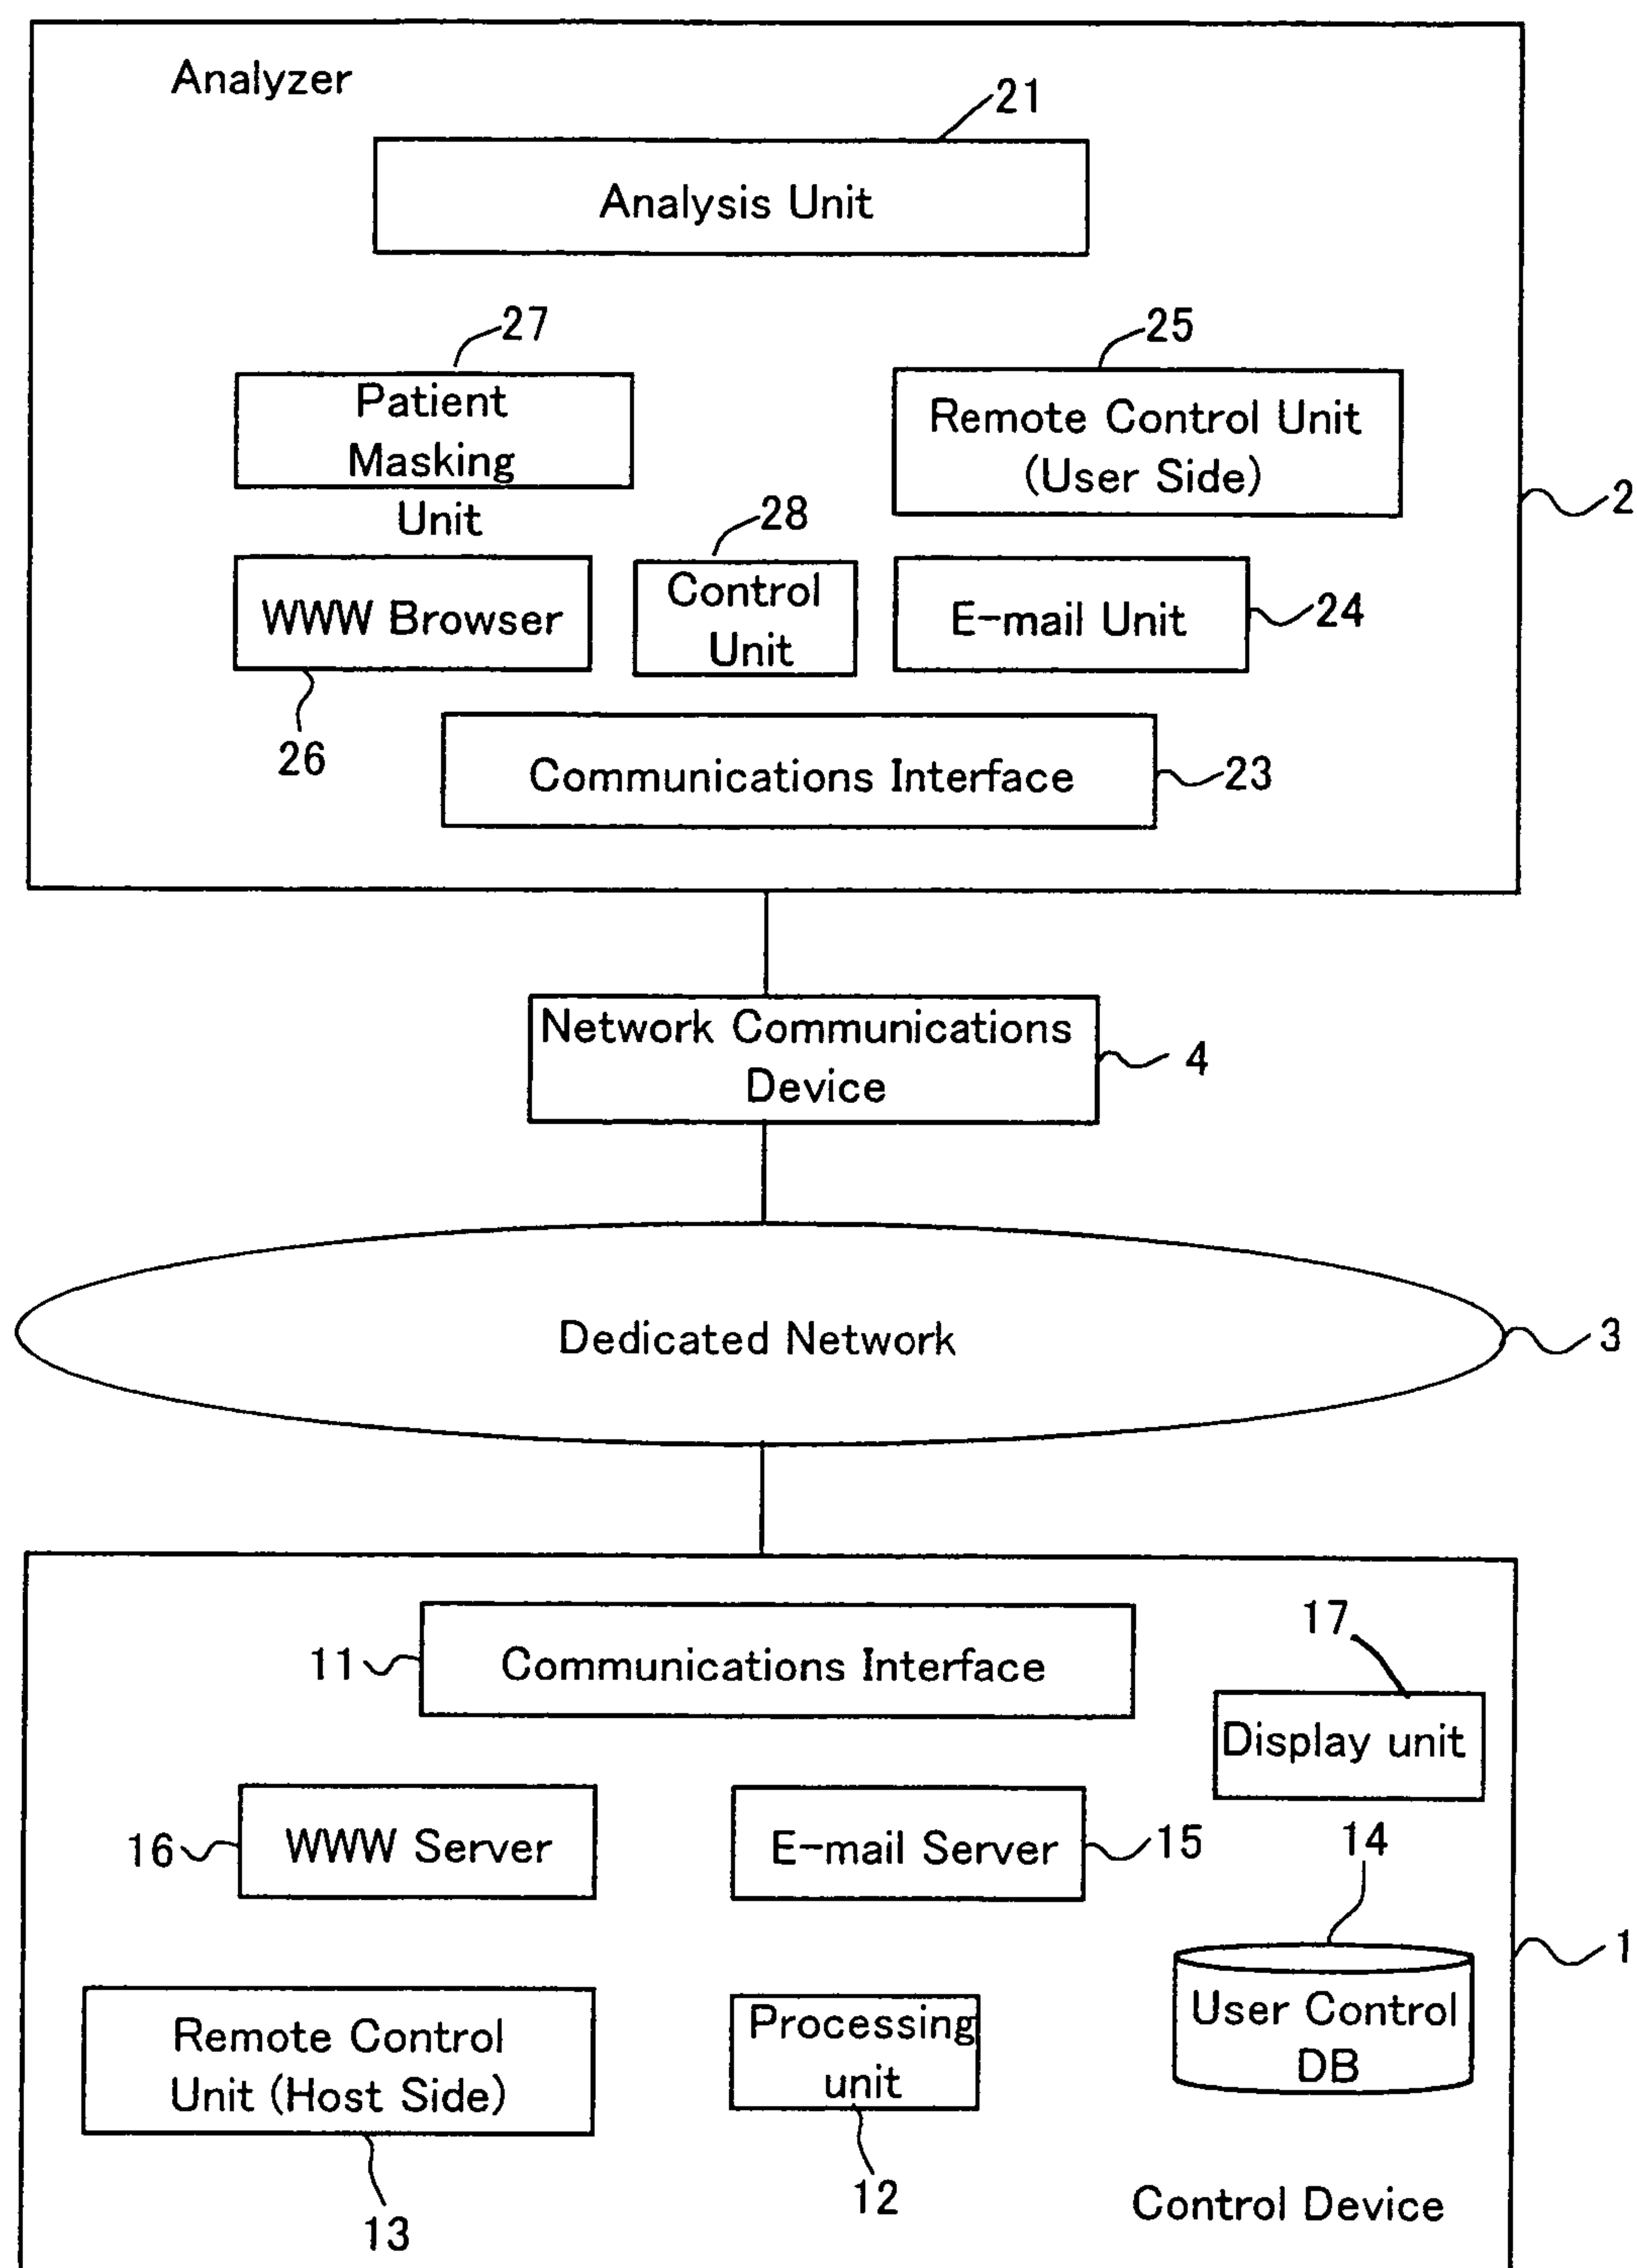 Analyzer
21
Analysis Unit
27
25
Patient
Masking
Unit
Remote Control Unit
(User Side)
2
28
WWW Browser
Control
Unit
E-mail Unit
24
26
Communications Interface
23
Network Communications
Device
4
Dedicated Network
3
17
11
Communications Interface
Display unit
16
WWW Server
E-mail Server
15
14
1
Remote Control
Unit (Host Side)
Processing
unit
User Control
DB
12
13
Control Device